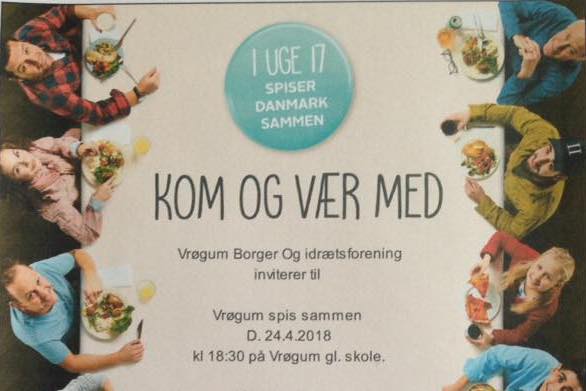 I UGE 17
SPISER
DANMARK
SAMMEN
KOM OG VÆR MED
Vrøgum Borger Og idrætsforening
inviterer til
Vrøgum spis sammen
D. 24.4.2018
kl 18:30 på Vrøgum gl. skole.